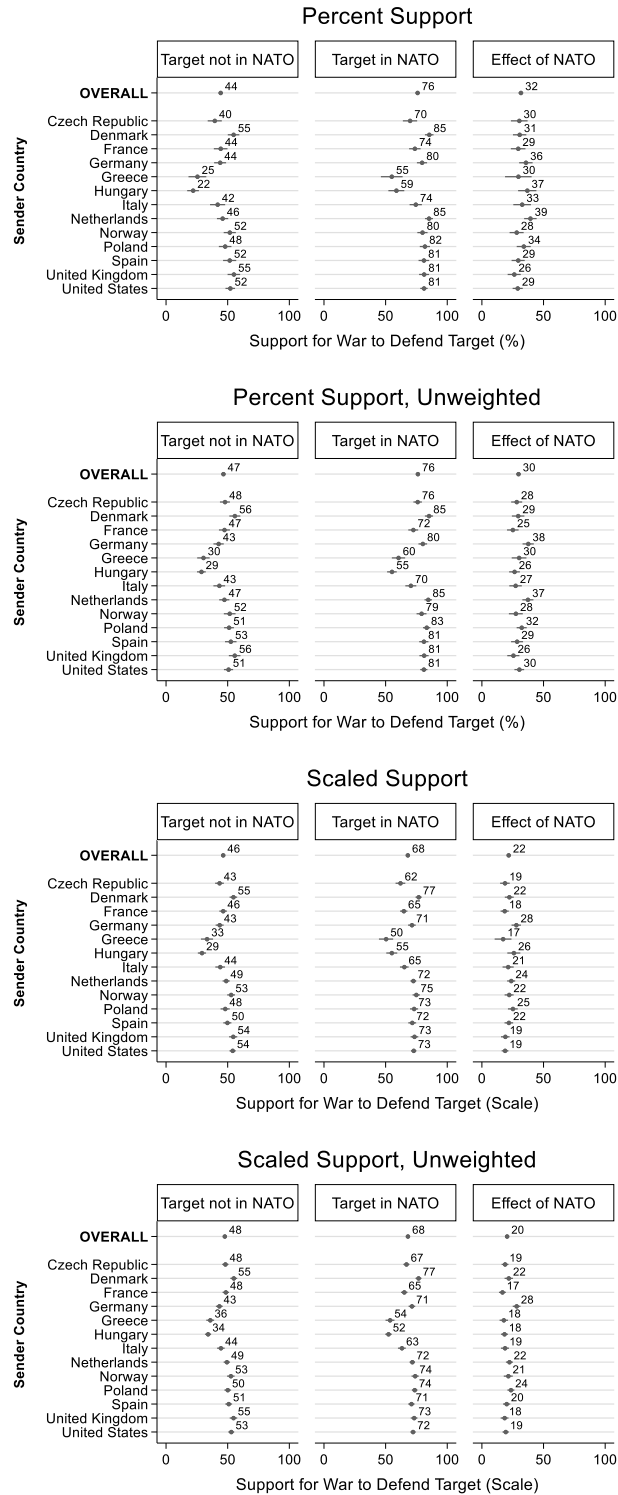 Percent Support
Target not in NATO Target in NATO Effect of NATO
OVERALL 44 76 32
Czech Republic 40 70 30
Denmark 55 85 31
France 44 74 29
Germany 44 80 36
Greece 25 55 30
Hungary 22 59 37
Italy 42 74 33
Netherlands 46 85 39
Norway 52 80 28
Poland 48 82 34
Spain 52 81 29
United Kingdom 55 81 26
United States 52 81 29
Sender Country
0 50 100 0 50 100 0 50 100
Support for War to Defend Target (%)
Percent Support, Unweighted
Target not in NATO Target in NATO Effect of NATO
OVERALL 47 76 30
Czech Republic 48 76 28
Denmark 56 85 29
France 47 72 25
Germany 43 80 38
Greece 30 60 30
Hungary 29 55 26
Italy 43 70 27
Netherlands 47 85 37
Norway 52 79 28
Poland 51 83 32
Spain 53 81 29
United Kingdom 56 81 26
United States 51 81 30
Sender Country
0 50 100 0 50 100 0 50 100
Support for War to Defend Target (%)
Scaled Support
Target not in NATO Target in NATO Effect of NATO
OVERALL 46 68 22
Czech Republic 43 62 19
Denmark 55 77 22
France 46 65 18
Germany 43 71 28
Greece 33 50 17
Hungary 29 55 26
Italy 44 65 21
Netherlands 49 72 24
Norway 53 75 22
Poland 48 73 25
Spain 50 72 22
United Kingdom 54 73 19
United States 54 73 19
Sender Country
0 50 100 0 50 100 0 50 100
Support for War to Defend Target (Scale)
Scaled Support, Unweighted
Target not in NATO Target in NATO Effect of NATO
OVERALL 48 68 20
Czech Republic 48 67 19
Denmark 55 77 22
France 48 65 17
Germany 43 71 28
Greece 36 54 18
Hungary 34 52 18
Italy 44 63 19
Netherlands 49 72 22
Norway 53 74 21
Poland 50 74 24
Spain 51 71 20
United Kingdom 55 73 18
United States 53 72 19
Sender Country
0 50 100 0 50 100 0 50 100
Support for War to Defend Target (Scale)